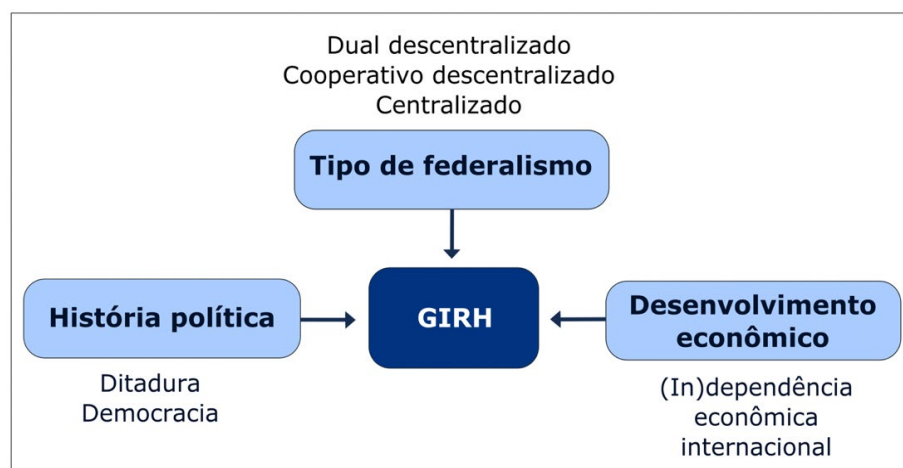 Dual descentralizado
Cooperativo descentralizado
Centralizado
Tipo de federalismo
História política
GIRH
Desenvolvimento
econômico
Ditadura
Democracia
(In)dependência
econômica
internacional